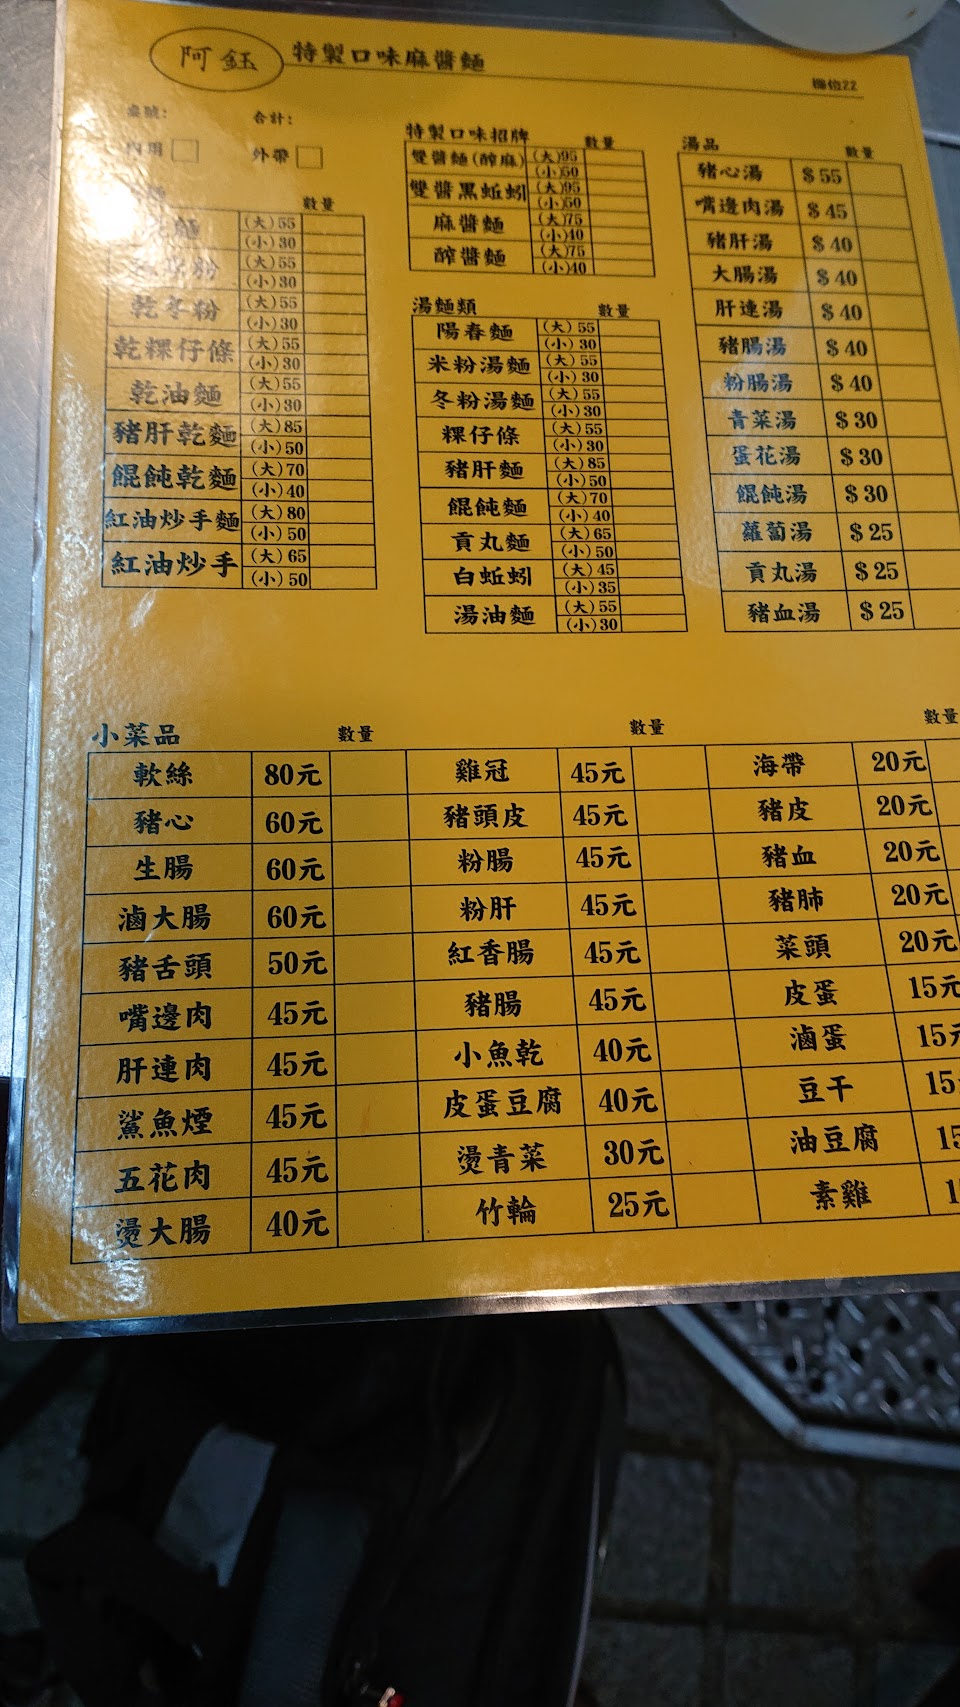 阿鈺 特製口味麻醬麵
攤位22
桌號： 合計：
內用 外帶
麵 數量
麵 (大)55
(小)30
粉 (大)55
(小)30
乾冬粉 (大)55
(小)30
乾粿仔條 (大)55
(小)30
乾油麵 (大)55
(小)30
豬肝乾麵 (大)85
(小)50
餛飩乾麵 (大)70
(小)40
紅油炒手麵 (大)80
(小)50
紅油炒手 (大)65
(小)50
特製口味招牌 數量
雙醬麵(醡麻) (大)95
(小)50
雙醬黑蚯蚓 (大)95
(小)50
麻醬麵 (大)75
(小)40
醡醬麵 (大)75
(小)40
湯麵類 數量
陽春麵 (大)55
(小)30
米粉湯麵 (大)55
(小)30
冬粉湯麵 (大)55
(小)30
粿仔條 (大)55
(小)30
豬肝麵 (大)85
(小)50
餛飩麵 (大)70
(小)40
貢丸麵 (大)65
(小)50
白蚯蚓 (大)45
(小)35
湯油麵 (大)55
(小)30
湯品 數量
豬心湯 $55
嘴邊肉湯 $45
豬肝湯 $40
大腸湯 $40
肝連湯 $40
豬腸湯 $40
粉腸湯 $40
青菜湯 $30
蛋花湯 $30
餛飩湯 $30
蘿蔔湯 $25
貢丸湯 $25
豬血湯 $25
小菜品 數量 數量 數量
軟絲 80元 雞冠 45元 海帶 20元
豬心 60元 豬頭皮 45元 豬皮 20元
生腸 60元 粉腸 45元 豬血 20元
滷大腸 60元 粉肝 45元 豬肺 20元
豬舌頭 50元 紅香腸 45元 菜頭 20元
嘴邊肉 45元 豬腸 45元 皮蛋 15元
肝連肉 45元 小魚乾 40元 滷蛋 15元
鯊魚煙 45元 皮蛋豆腐 40元 豆干 15
五花肉 45元 燙青菜 30元 油豆腐 15
燙大腸 40元 竹輪 25元 素雞 1